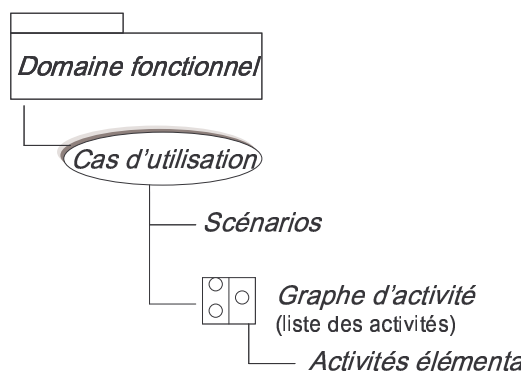 Domaine fonctionnel
Cas d'utilisation
Scénarios
Graphe d'activité
(liste des activités)
Activités élémenta